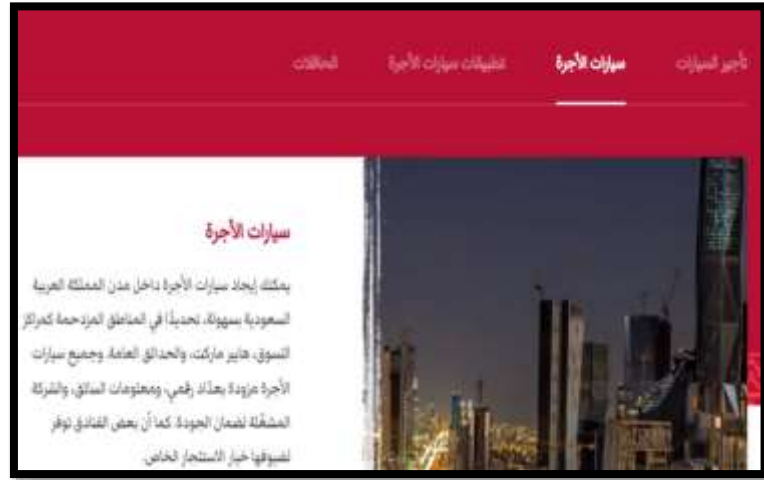 تأجير السيارات
سيارات الأجرة
تطبيقات سيارات الأجرة
الحافلات
سيارات الأجرة
يمكنك إيجاد سيارات الأجرة داخل مدن المملكة العربية
السعودية بسهولة، تحديدًا في المناطق المزدحمة كمراكز
التسوق، هايبر ماركت، والحدائق العامة. وجميع سيارات
الأجرة مزودة بعدّاد رقمي، ومعلومات السائق، والشركة
المشغّلة لضمان الجودة. كما أن بعض الفنادق توفر
لضيوفها خيار الاستئجار الخاص.